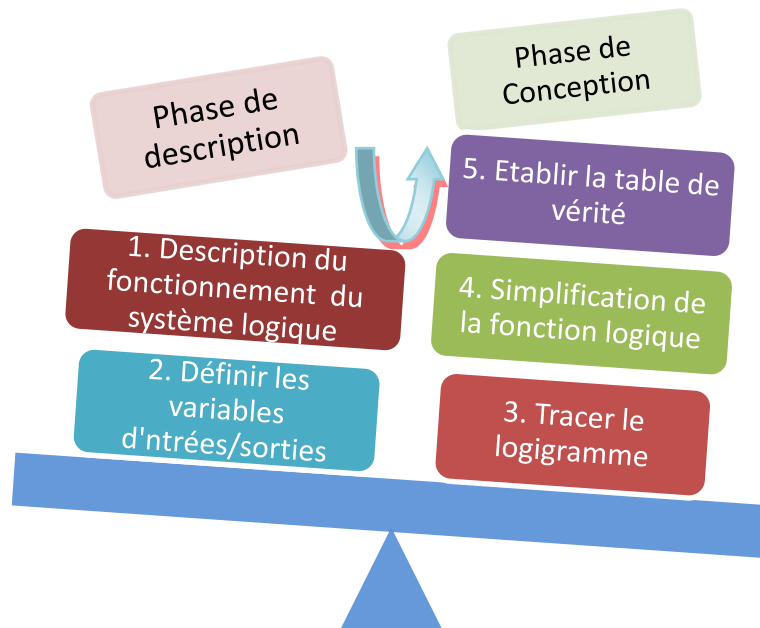 Phase de
description
1. Description du
fonctionnement du
système logique
2. Définir les
variables
d'ntrées/sorties
Phase de
Conception
5. Etablir la table de
vérité
4. Simplification de
la fonction logique
3. Tracer le
logigramme